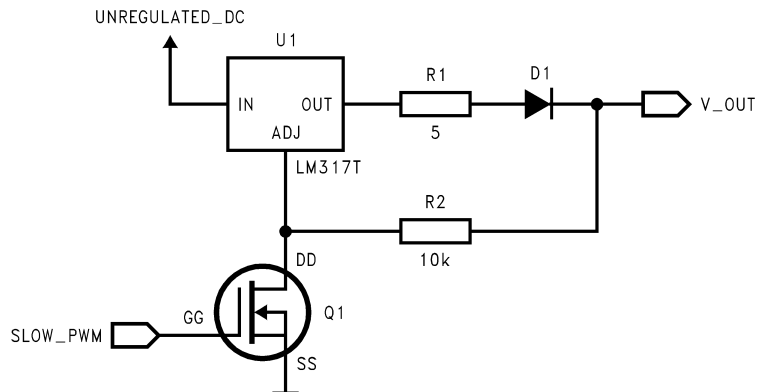 UNREGULATED_DC
U1
IN
OUT
ADJ
LM317T
R1
5
D1
V_OUT
R2
10k
DD
GG
Q1
SLOW_PWM
SS